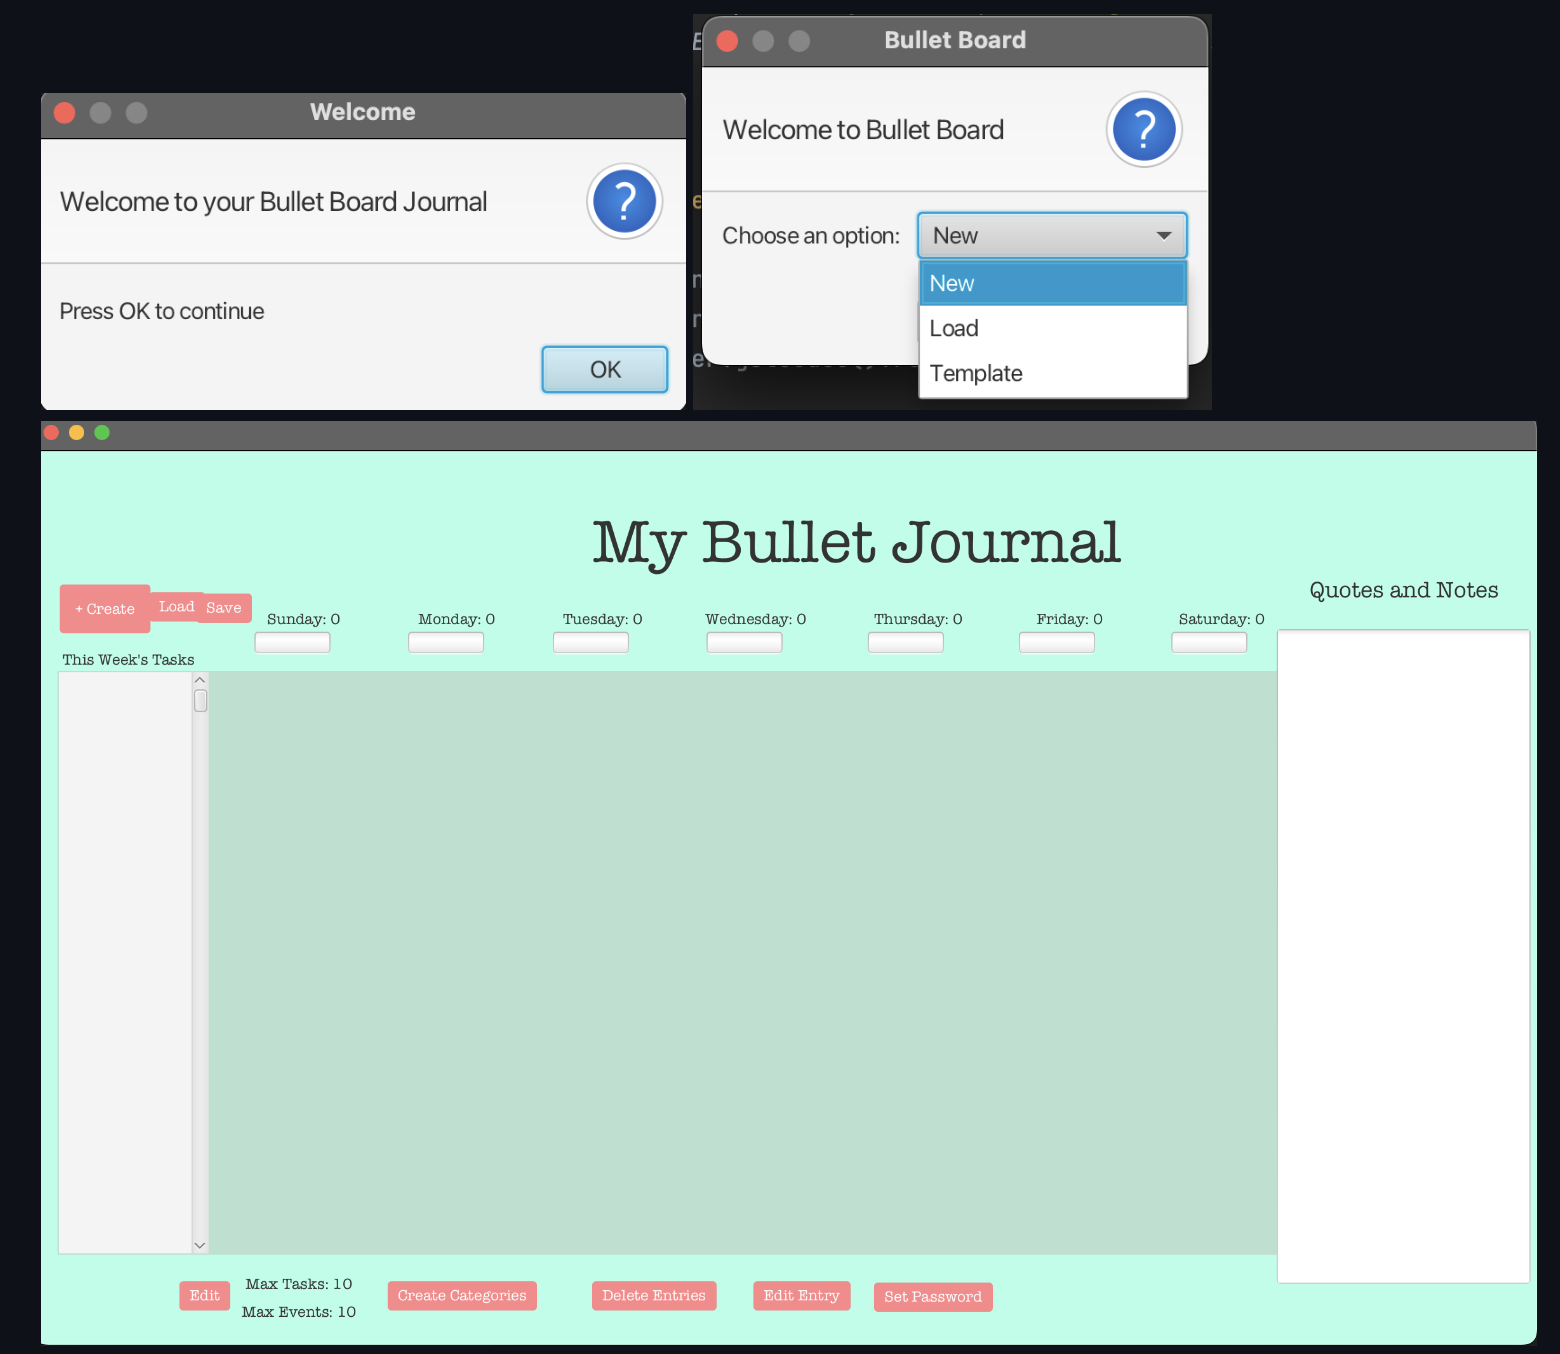 Welcome
Welcome to your Bullet Board Journal
?
Press OK to continue
OK
Bullet Board
Welcome to Bullet Board
?
Choose an option:
New
New
Load
Template
My Bullet Journal
+ Create
Load
Save
Sunday: 0
Monday: 0
Tuesday: 0
Wednesday: 0
Thursday: 0
Friday: 0
Saturday: 0
Quotes and Notes
This Week's Tasks
Edit
Max Tasks: 10
Max Events: 10
Create Categories
Delete Entries
Edit Entry
Set Password